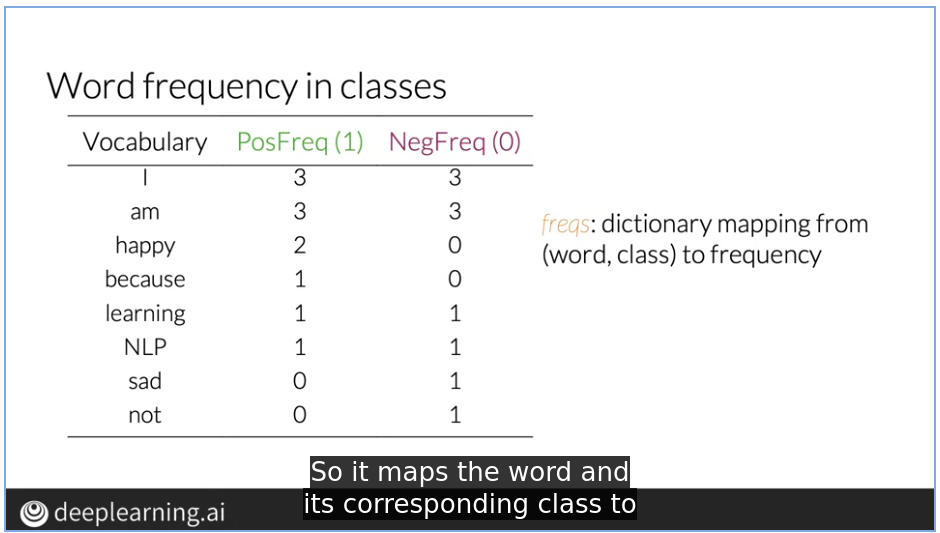 Word frequency in classes
Vocabulary PosFreq (1) NegFreq (0)
I 3 3
am 3 3
happy 2 0
because 1 0
learning 1 1
NLP 1 1
sad 0 1
not 0 1
freqs: dictionary mapping from
(word, class) to frequency
So it maps the word and
its corresponding class to
deeplearning.ai